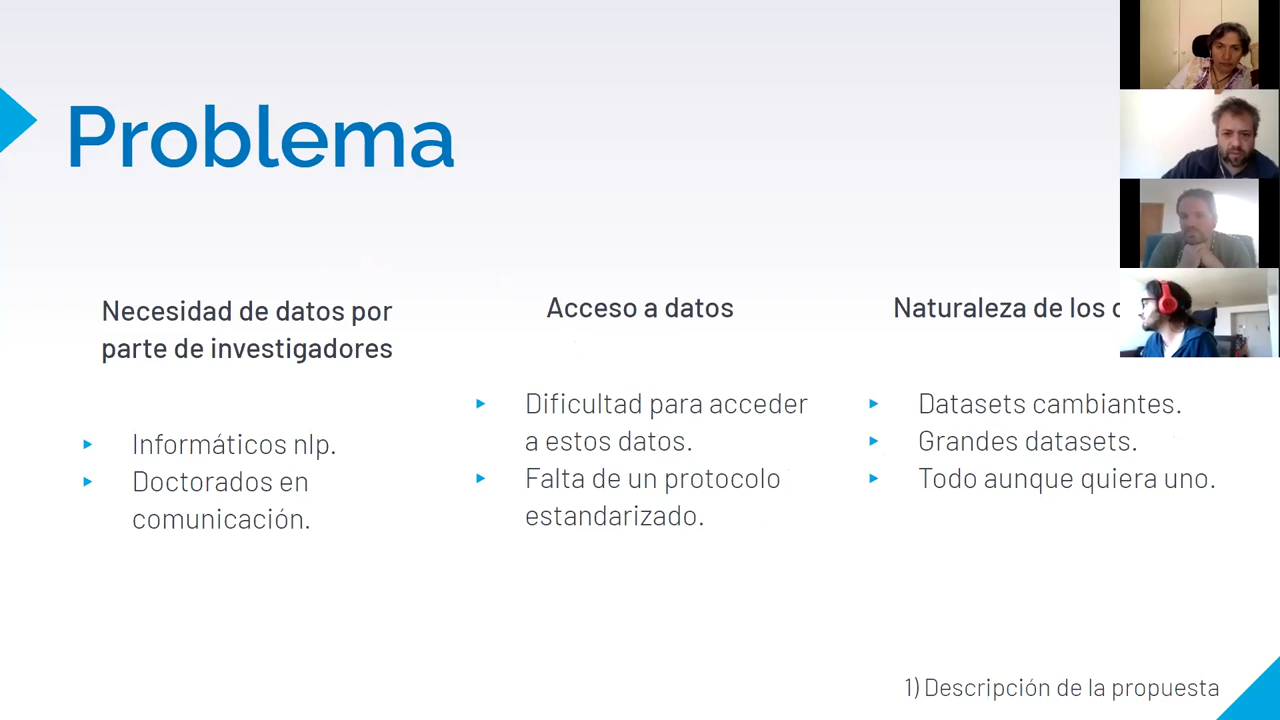 Problema
Necesidad de datos por
parte de investigadores
Informáticos nlp.
Doctorados en
comunicación.
Acceso a datos
Dificultad para acceder
a estos datos.
Falta de un protocolo
estandarizado.
Naturaleza de los
Datasets cambiantes.
Grandes datasets.
Todo aunque quiera uno.
1) Descripción de la propuesta